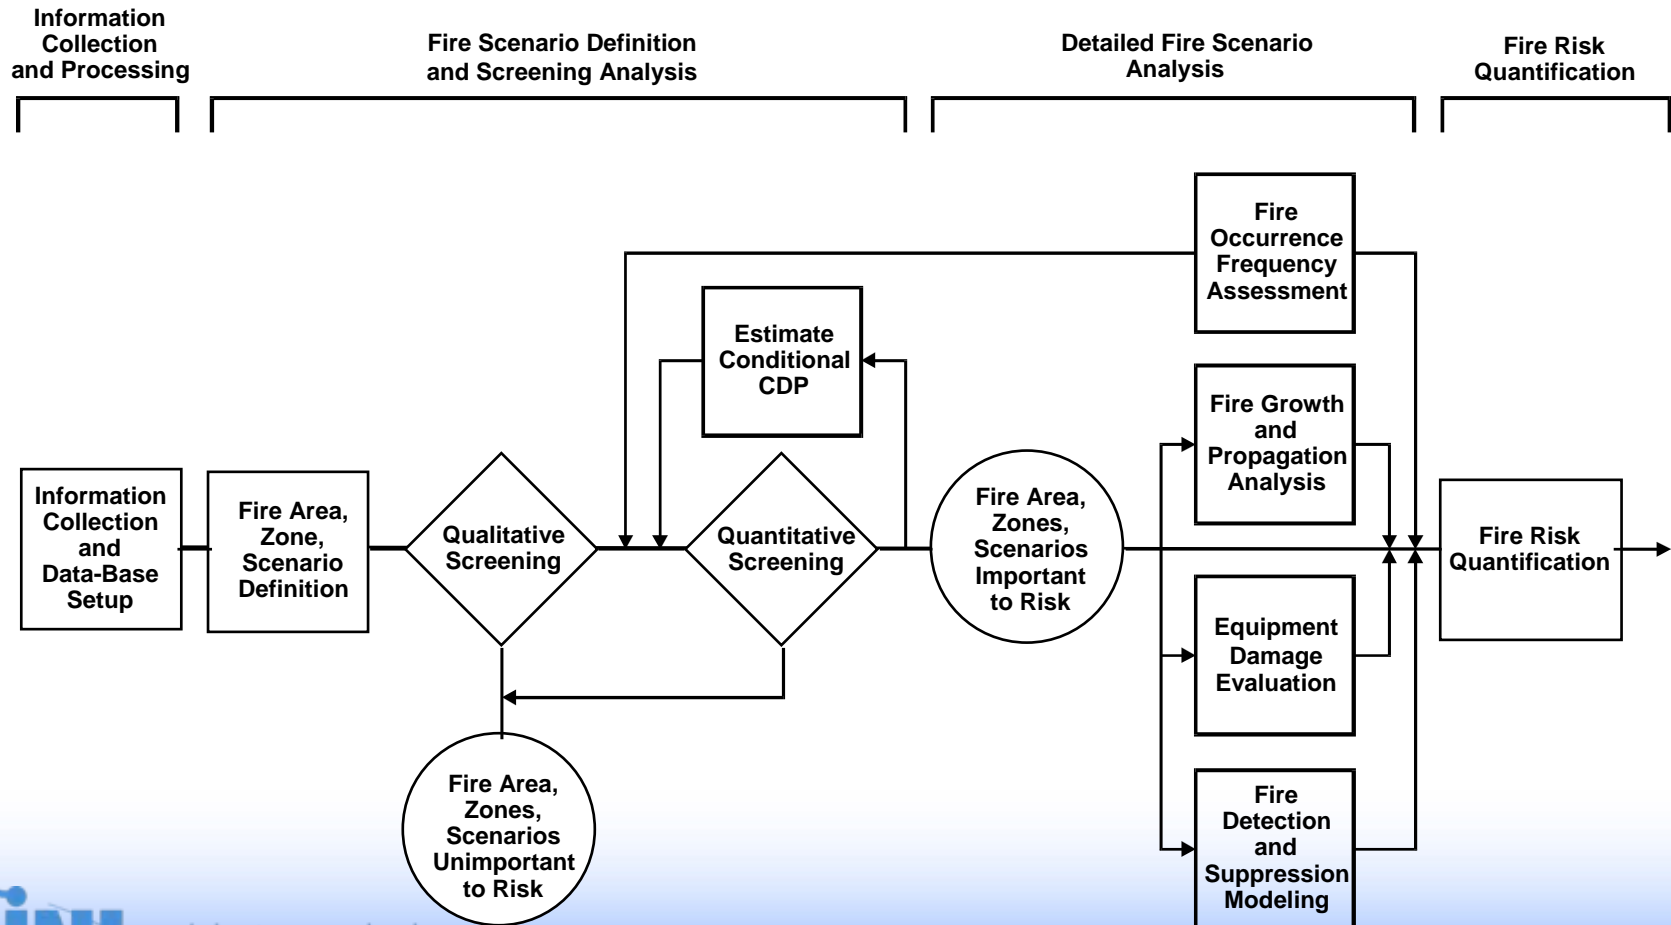 Information
Collection
and Processing
Fire Scenario Definition
and Screening Analysis
Detailed Fire Scenario
Analysis
Fire Risk
Quantification
Fire
Occurrence
Frequency
Assessment
Estimate
Conditional
CDP
Fire Growth
and
Propagation
Analysis
Information
Collection
and
Data-Base
Setup
Fire Area,
Zone,
Scenario
Definition
Qualitative
Screening
Quantitative
Screening
Fire Area,
Zones,
Scenarios
Important
to Risk
Fire Risk
Quantification
Equipment
Damage
Evaluation
Fire Area,
Zones,
Scenarios
Unimportant
to Risk
Fire
Detection
and
Suppression
Modeling